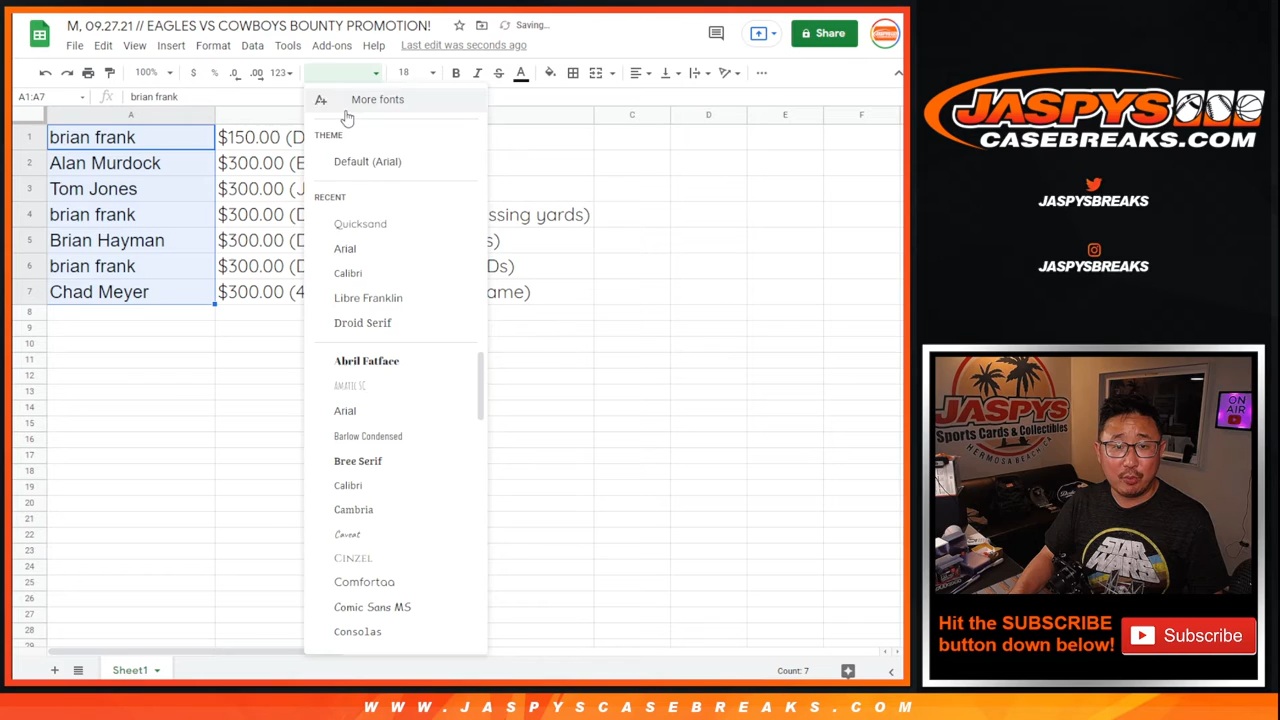 M, 09.27.21 // EAGLES VS COWBOYS BOUNTY PROMOTION!
Saving...
File Edit View Insert Format Data Tools Add-ons Help Last edit was seconds ago
Share
100% $ % .0 .00 123 18 B I S A
A1:A7 fx brian frank
A C D E F
1 brian frank $150.00 (D
2 Alan Murdock $300.00 (E
3 Tom Jones $300.00 (J
4 brian frank $300.00 (D ssing yards)
5 Brian Hayman $300.00 (D s)
6 brian frank $300.00 (D Ds)
7 Chad Meyer $300.00 (4 ame)
8
9
10
11
12
13
14
15
16
17
18
19
20
21
22
23
24
25
26
27
28
29
More fonts
THEME
Default (Arial)
RECENT
Quicksand
Arial
Calibri
Libre Franklin
Droid Serif
Abril Fatface
AMATIC SC
Arial
Barlow Condensed
Bree Serif
Calibri
Cambria
Caveat
CINZEL
Comfortaa
Comic Sans MS
Consolas
Sheet1
Count: 7
JASPYS
CASEBREAKS.COM
JASPYSBREAKS
JASPYSBREAKS
JASPYS
Sports Cards & Collectibles
HERMOSA BEACH, CA
ON
AIR
STAR
WARS
Hit the SUBSCRIBE
button down below!
Subscribe
WWW.JASPYSCASEBREAKS.COM